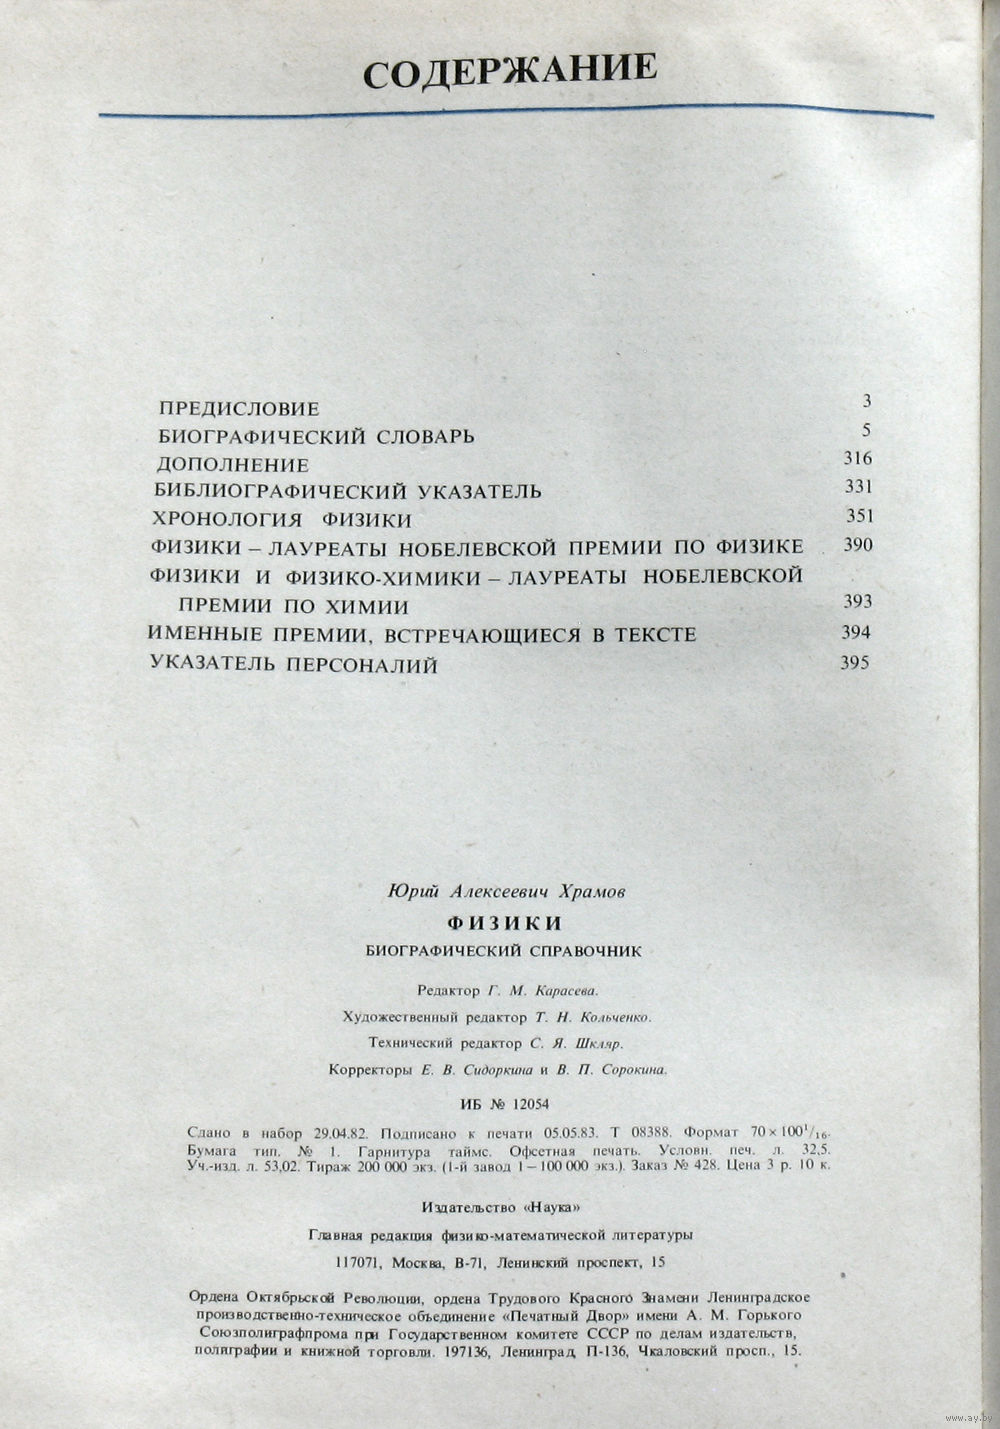 СОДЕРЖАНИЕ
ПРЕДИСЛОВИЕ 3
БИОГРАФИЧЕСКИЙ СЛОВАРЬ 5
ДОПОЛНЕНИЕ 316
БИБЛИОГРАФИЧЕСКИЙ УКАЗАТЕЛЬ 331
ХРОНОЛОГИЯ ФИЗИКИ 351
ФИЗИКИ – ЛАУРЕАТЫ НОБЕЛЕВСКОЙ ПРЕМИИ ПО ФИЗИКЕ 390
ФИЗИКИ И ФИЗИКО-ХИМИКИ – ЛАУРЕАТЫ НОБЕЛЕВСКОЙ
ПРЕМИИ ПО ХИМИИ 393
ИМЕННЫЕ ПРЕМИИ, ВСТРЕЧАЮЩИЕСЯ В ТЕКСТЕ 394
УКАЗАТЕЛЬ ПЕРСОНАЛИЙ 395
Юрий Алексеевич Храмов
ФИЗИКИ
БИОГРАФИЧЕСКИЙ СПРАВОЧНИК
Редактор Г. М. Карасева.
Художественный редактор Т. Н. Кольченко.
Технический редактор С. Я. Шкляр.
Корректоры Е. В. Сидоркина и В. П. Сорокина.
ИБ № 12054
Сдано в набор 29.04.82. Подписано к печати 05.05.83. Т 08388. Формат 70×100¹/₁₆.
Бумага тип. № 1. Гарнитура таймс. Офсетная печать. Условн. печ. л. 32,5.
Уч.-изд. л. 53,02. Тираж 200 000 экз. (1-й завод 1 – 100 000 экз.). Заказ № 428. Цена 3 р. 10 к.
Издательство «Наука»
Главная редакция физико-математической литературы
117071, Москва, В-71, Ленинский проспект, 15
Ордена Октябрьской Революции, ордена Трудового Красного Знамени Ленинградское
производственно-техническое объединение «Печатный Двор» имени А. М. Горького
Союзполиграфпрома при Государственном комитете СССР по делам издательств,
полиграфии и книжной торговли. 197136, Ленинград, П-136, Чкаловский просп., 15.
www.ay.by